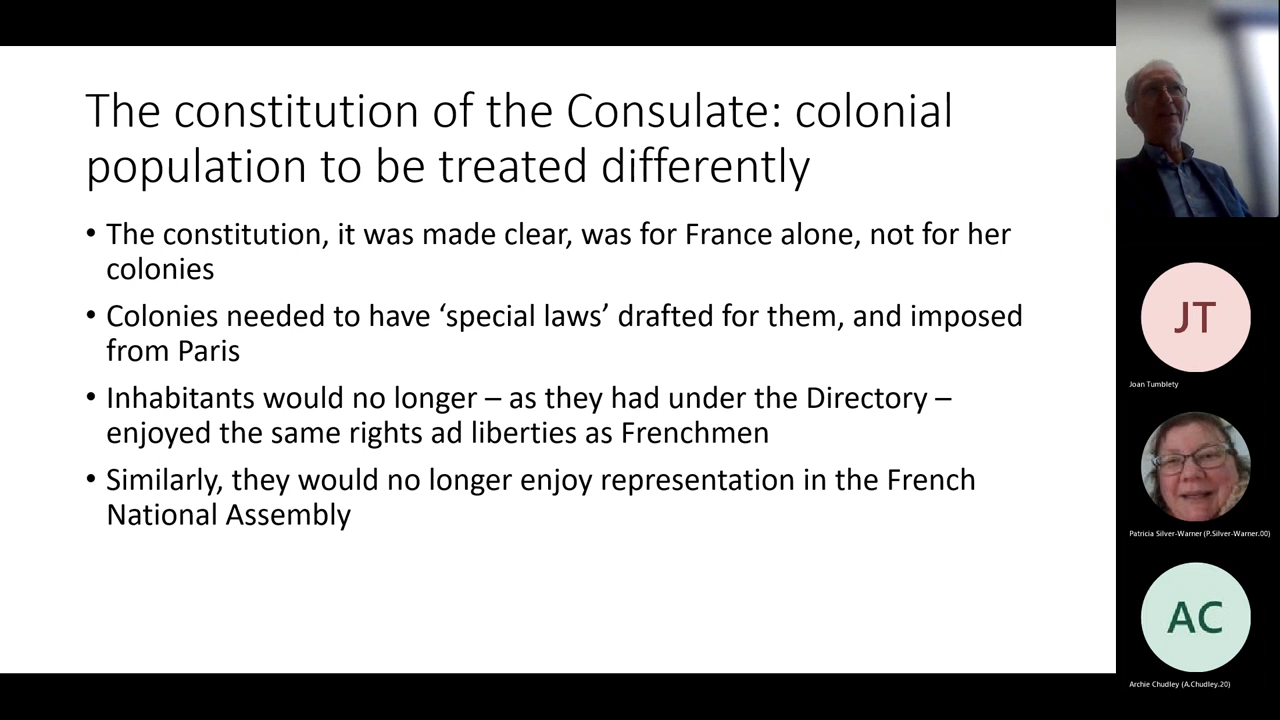 The constitution of the Consulate: colonial
population to be treated differently
• The constitution, it was made clear, was for France alone, not for her
colonies
• Colonies needed to have ‘special laws’ drafted for them, and imposed
from Paris
• Inhabitants would no longer – as they had under the Directory –
enjoyed the same rights ad liberties as Frenchmen
• Similarly, they would no longer enjoy representation in the French
National Assembly
JT
Joan Tumblety
Patricia Silver-Warner (P.Silver-Warner.00)
AC
Archie Chudley (A.Chudley.20)